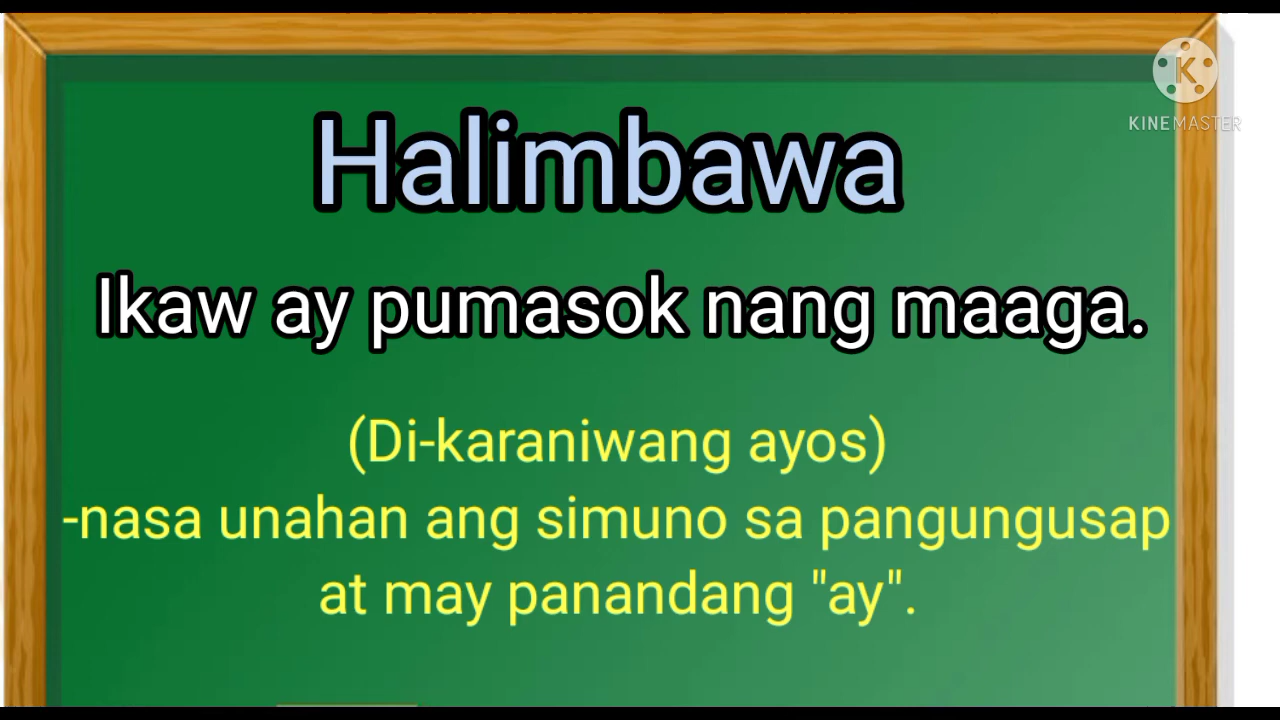 KINEMASTER
Halimbawa
Ikaw ay pumasok nang maaga.
(Di-karaniwang ayos)
-nasa unahan ang simuno sa pangungusap
at may panandang "ay".